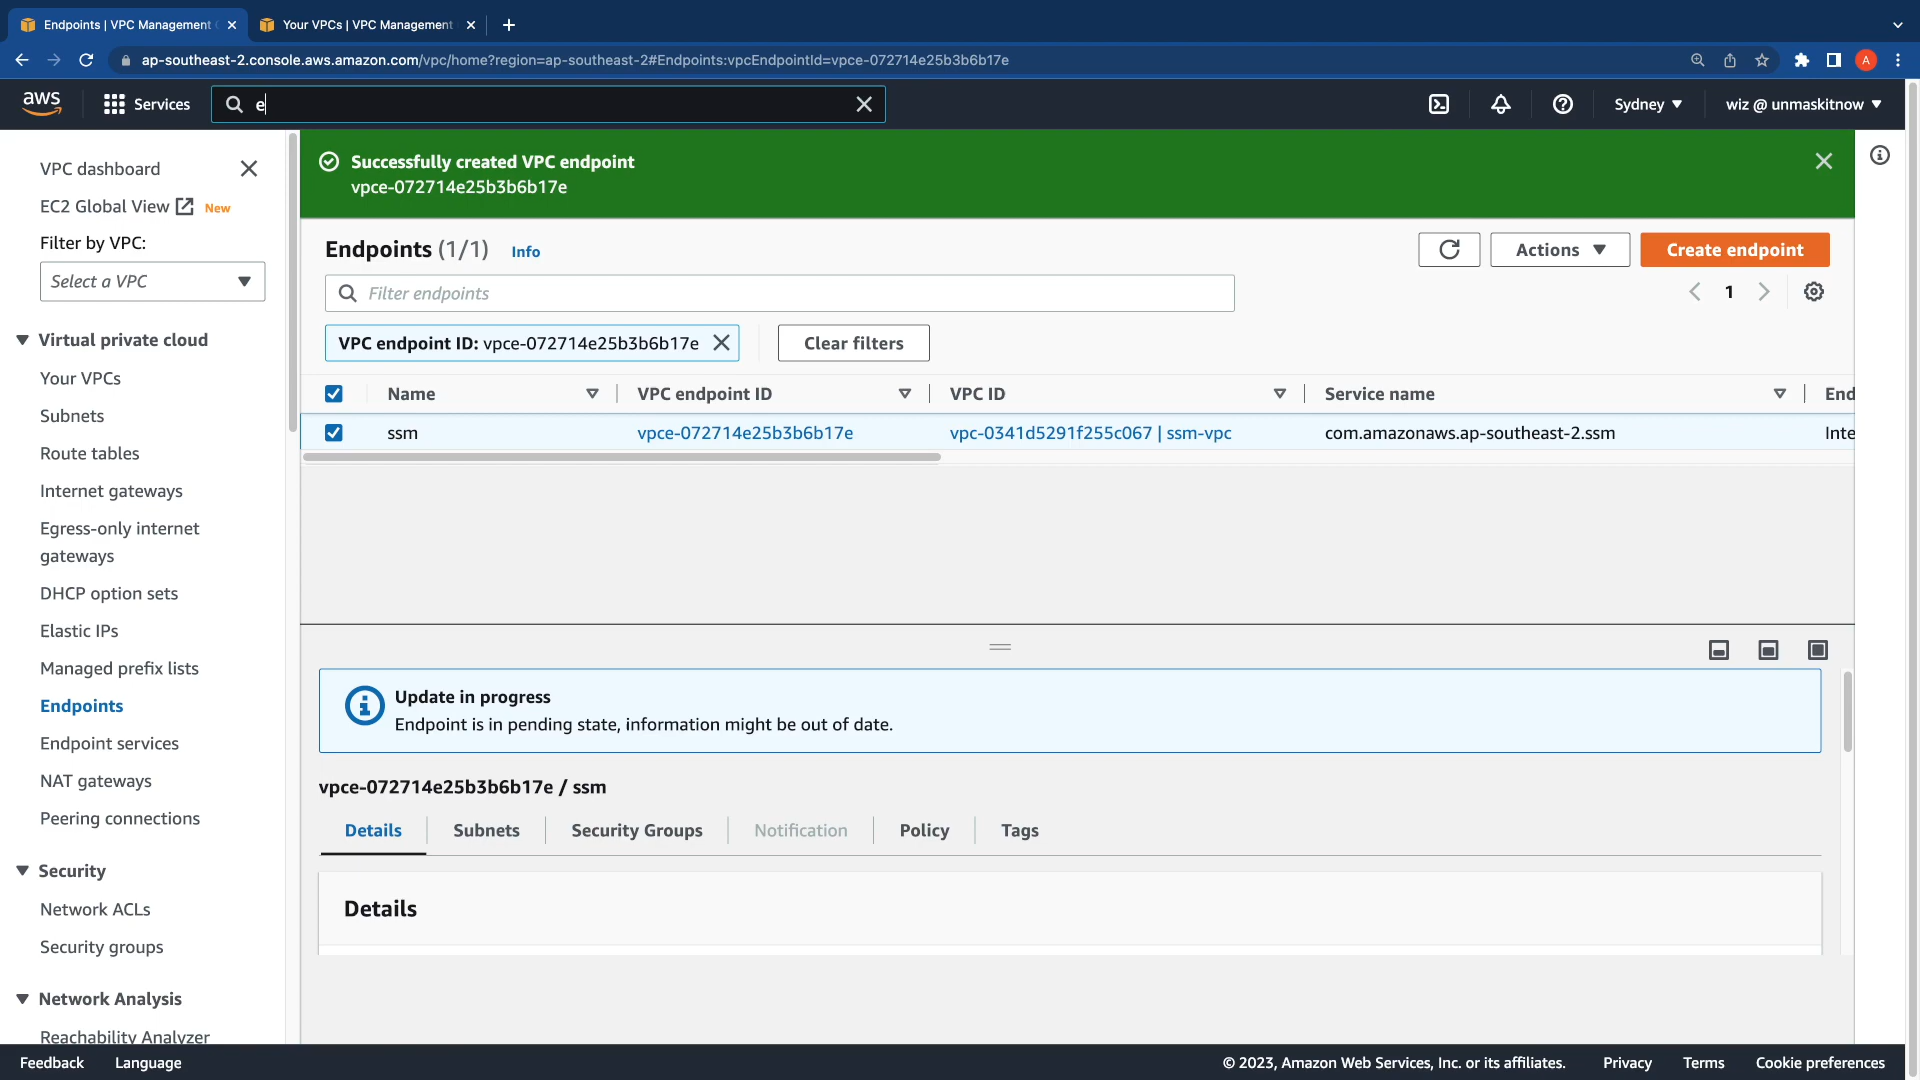 Endpoints | VPC Management
Your VPCs | VPC Management
ap-southeast-2.console.aws.amazon.com/vpc/home?region=ap-southeast-2#Endpoints:vpcEndpointId=vpce-072714e25b3b6b17e
A
aws
Services
e
Sydney
wiz @ unmaskitnow
VPC dashboard
EC2 Global View New
Filter by VPC:
Select a VPC
Virtual private cloud
Your VPCs
Subnets
Route tables
Internet gateways
Egress-only internet
gateways
DHCP option sets
Elastic IPs
Managed prefix lists
Endpoints
Endpoint services
NAT gateways
Peering connections
Security
Network ACLs
Security groups
Network Analysis
Reachability Analyzer
Successfully created VPC endpoint
vpce-072714e25b3b6b17e
Endpoints (1/1) Info
Actions
Create endpoint
Filter endpoints
1
VPC endpoint ID: vpce-072714e25b3b6b17e
Clear filters
Name VPC endpoint ID VPC ID Service name End
ssm vpce-072714e25b3b6b17e vpc-0341d5291f255c067 | ssm-vpc com.amazonaws.ap-southeast-2.ssm Inte
Update in progress
Endpoint is in pending state, information might be out of date.
vpce-072714e25b3b6b17e / ssm
Details Subnets Security Groups Notification Policy Tags
Details
Feedback Language © 2023, Amazon Web Services, Inc. or its affiliates. Privacy Terms Cookie preferences